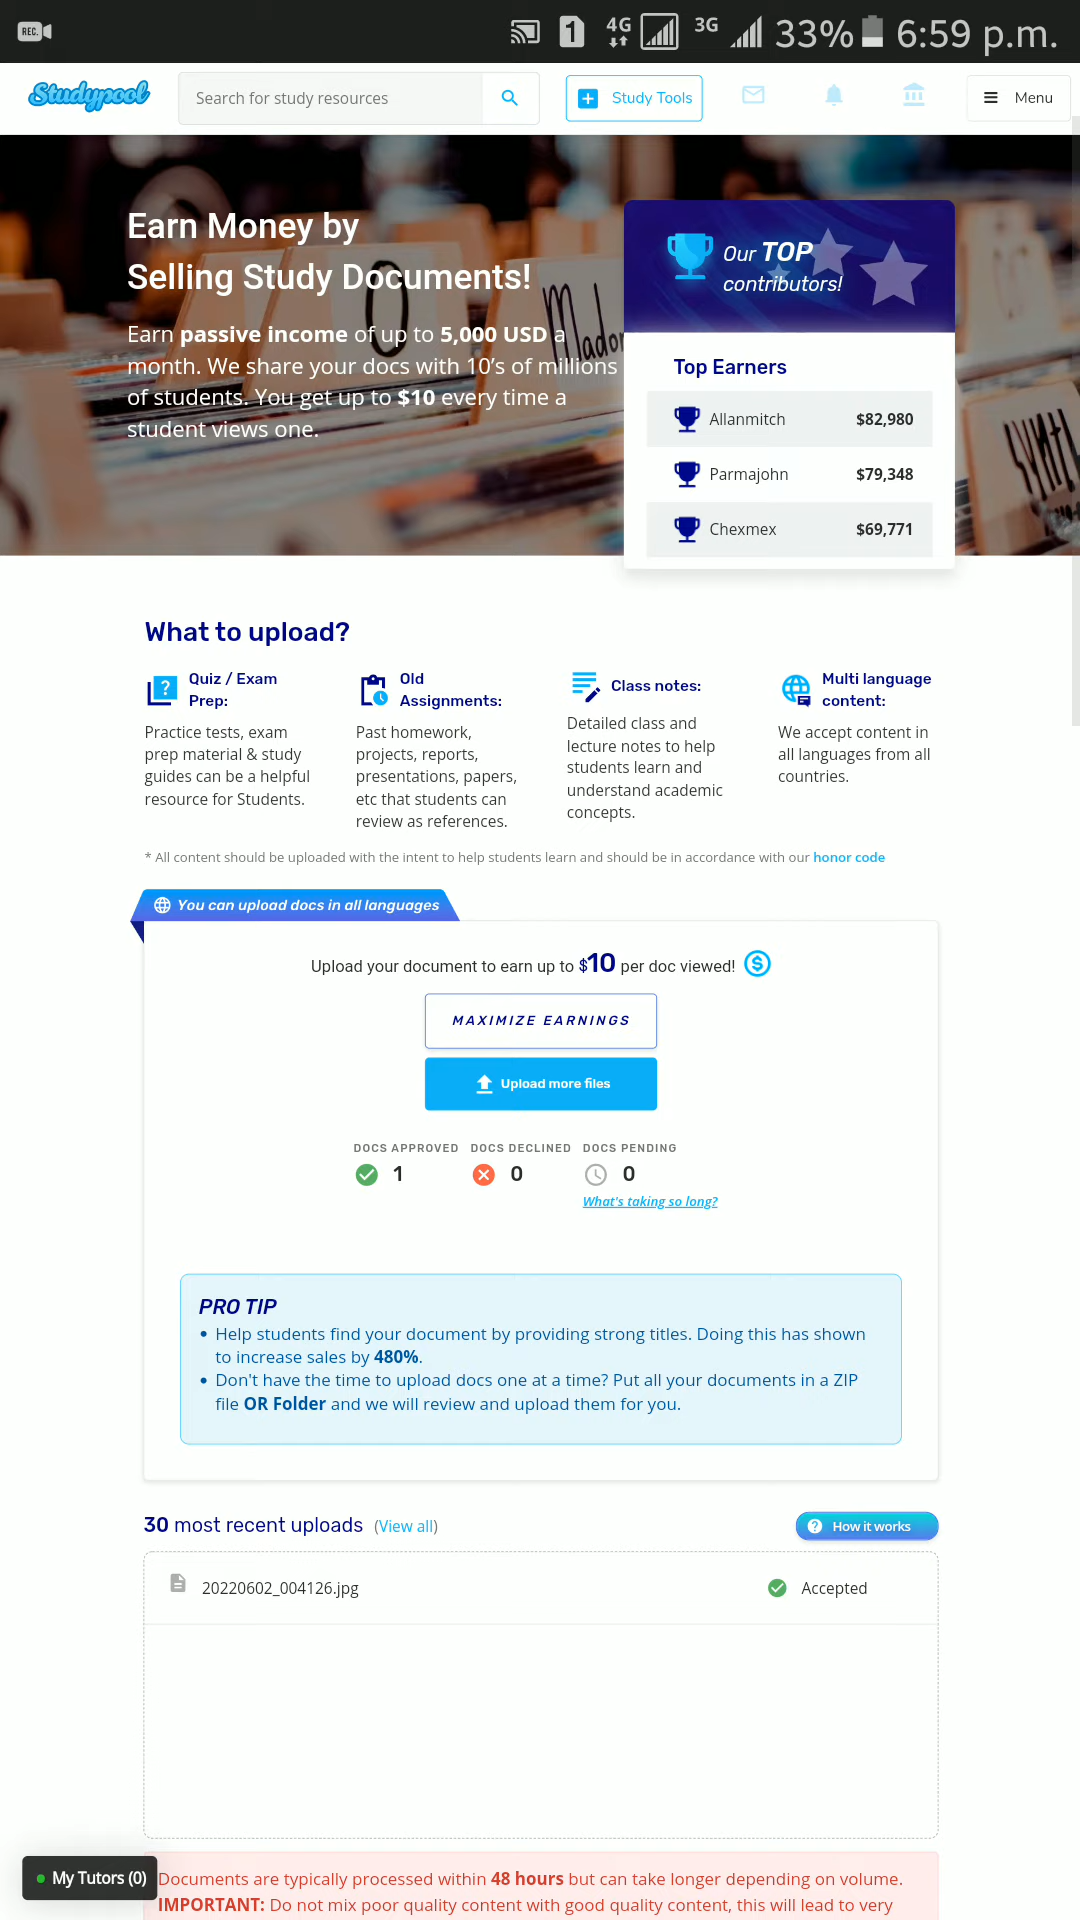 REC.
1 4G 3G 33% 6:59 p.m.
Studypool
Search for study resources
Study Tools
Menu
Earn Money by
Selling Study Documents!
Earn passive income of up to 5,000 USD a
month. We share your docs with 10's of millions
of students. You get up to $10 every time a
student views one.
Our TOP
contributors!
Top Earners
Allanmitch $82,980
Parmajohn $79,348
Chexmex $69,771
What to upload?
Quiz / Exam
Prep:
Practice tests, exam
prep material & study
guides can be a helpful
resource for Students.
Old
Assignments:
Past homework,
projects, reports,
presentations, papers,
etc that students can
review as references.
Class notes:
Detailed class and
lecture notes to help
students learn and
understand academic
concepts.
Multi language
content:
We accept content in
all languages from all
countries.
* All content should be uploaded with the intent to help students learn and should be in accordance with our honor code
You can upload docs in all languages
Upload your document to earn up to $10 per doc viewed!
MAXIMIZE EARNINGS
Upload more files
DOCS APPROVED DOCS DECLINED DOCS PENDING
1 0 0
What's taking so long?
PRO TIP
• Help students find your document by providing strong titles. Doing this has shown
to increase sales by 480%.
• Don't have the time to upload docs one at a time? Put all your documents in a ZIP
file OR Folder and we will review and upload them for you.
30 most recent uploads (View all)
How it works
20220602_004126.jpg Accepted
My Tutors (0)
Documents are typically processed within 48 hours but can take longer depending on volume.
IMPORTANT: Do not mix poor quality content with good quality content, this will lead to very